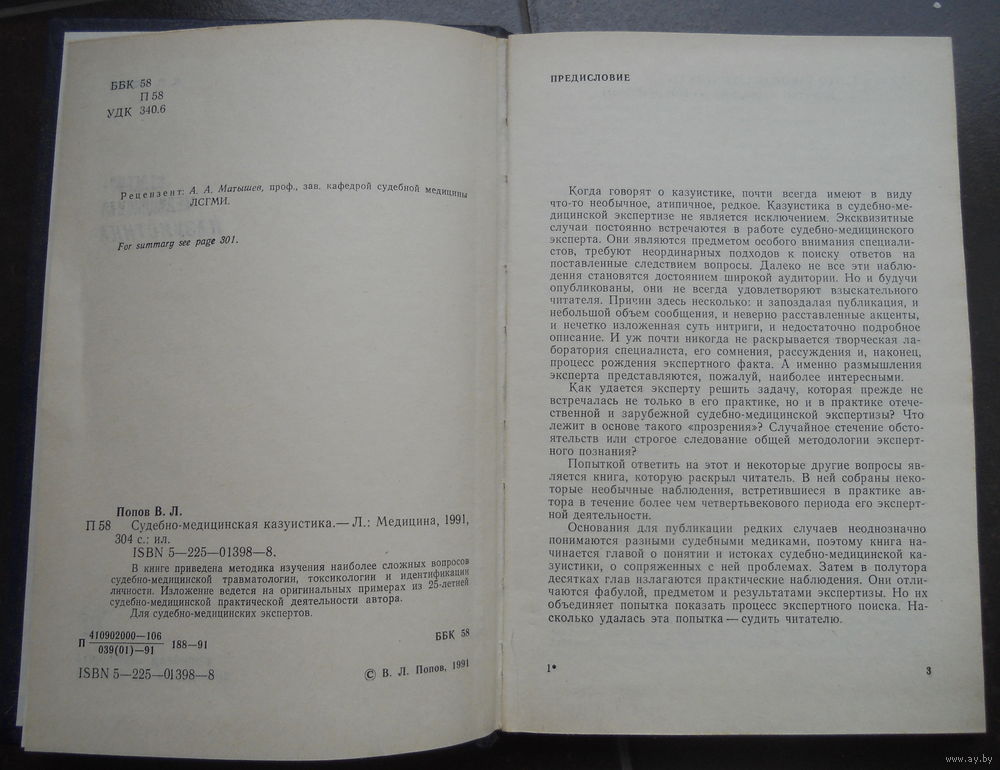 ББК 58
П 58
УДК 340.6
Рецензент: А. А. Матышев, проф., зав. кафедрой судебной медицины
ЛСГМИ.
For summarg see page 301.
Попов В. Л.
П 58 Судебно-медицинская казуистика.— Л.: Медицина, 1991,
304 с.: ил.
ISBN 5—225—01398—8.
В книге приведена методика изучения наиболее сложных вопросов
судебно-медицинской травматологии, токсикологии и идентификации
личности. Изложение ведется на оригинальных примерах из 25-летней
судебно-медицинской практической деятельности автора.
Для судебно-медицинских экспертов.
П 410902000—106
039(01)—91
188—91
ББК 58
ISBN 5—225—01398—8
© В. Л. Попов, 1991
ПРЕДИСЛОВИЕ
Когда говорят о казуистике, почти всегда имеют в виду
что-то необычное, атипичное, редкое. Казуистика в судебно-ме-
дицинской экспертизе не является исключением. Эксквизитные
случаи постоянно встречаются в работе судебно-медицинского
эксперта. Они являются предметом особого внимания специали-
стов, требуют неординарных подходов к поиску ответов на
поставленные следствием вопросы. Далеко не все эти наблю-
дения становятся достоянием широкой аудитории. Но и будучи
опубликованы, они не всегда удовлетворяют взыскательного
читателя. Причин здесь несколько: и запоздалая публикация, и
небольшой объем сообщения, и неверно расставленные акценты,
и нечетко изложенная суть интриги, и недостаточно подробное
описание. И уж почти никогда не раскрывается творческая ла-
боратория специалиста, его сомнения, рассуждения и, наконец,
процесс рождения экспертного факта. А именно размышления
эксперта представляются, пожалуй, наиболее интересными.
Как удается эксперту решить задачу, которая прежде не
встречалась не только в его практике, но и в практике отече-
ственной и зарубежной судебно-медицинской экспертизы? Что
лежит в основе такого «прозрения»? Случайное стечение обсто-
ятельств или строгое следование общей методологии эксперт-
ного познания?
Попыткой ответить на этот и некоторые другие вопросы яв-
ляется книга, которую раскрыл читатель. В ней собраны неко-
торые необычные наблюдения, встретившиеся в практике ав-
тора в течение более чем четвертьвекового периода его эксперт-
ной деятельности.
Основания для публикации редких случаев неоднозначно
понимаются разными судебными медиками, поэтому книга на-
чинается главой о понятии и истоках судебно-медицинской ка-
зуистики, о сопряженных с ней проблемах. Затем в полутора
десятках глав излагаются практические наблюдения. Они отли-
чаются фабулой, предметом и результатами экспертизы. Но их
объединяет попытка показать процесс экспертного поиска. На-
сколько удалась эта попытка — судить читателю.
1*
3
www.ay.by